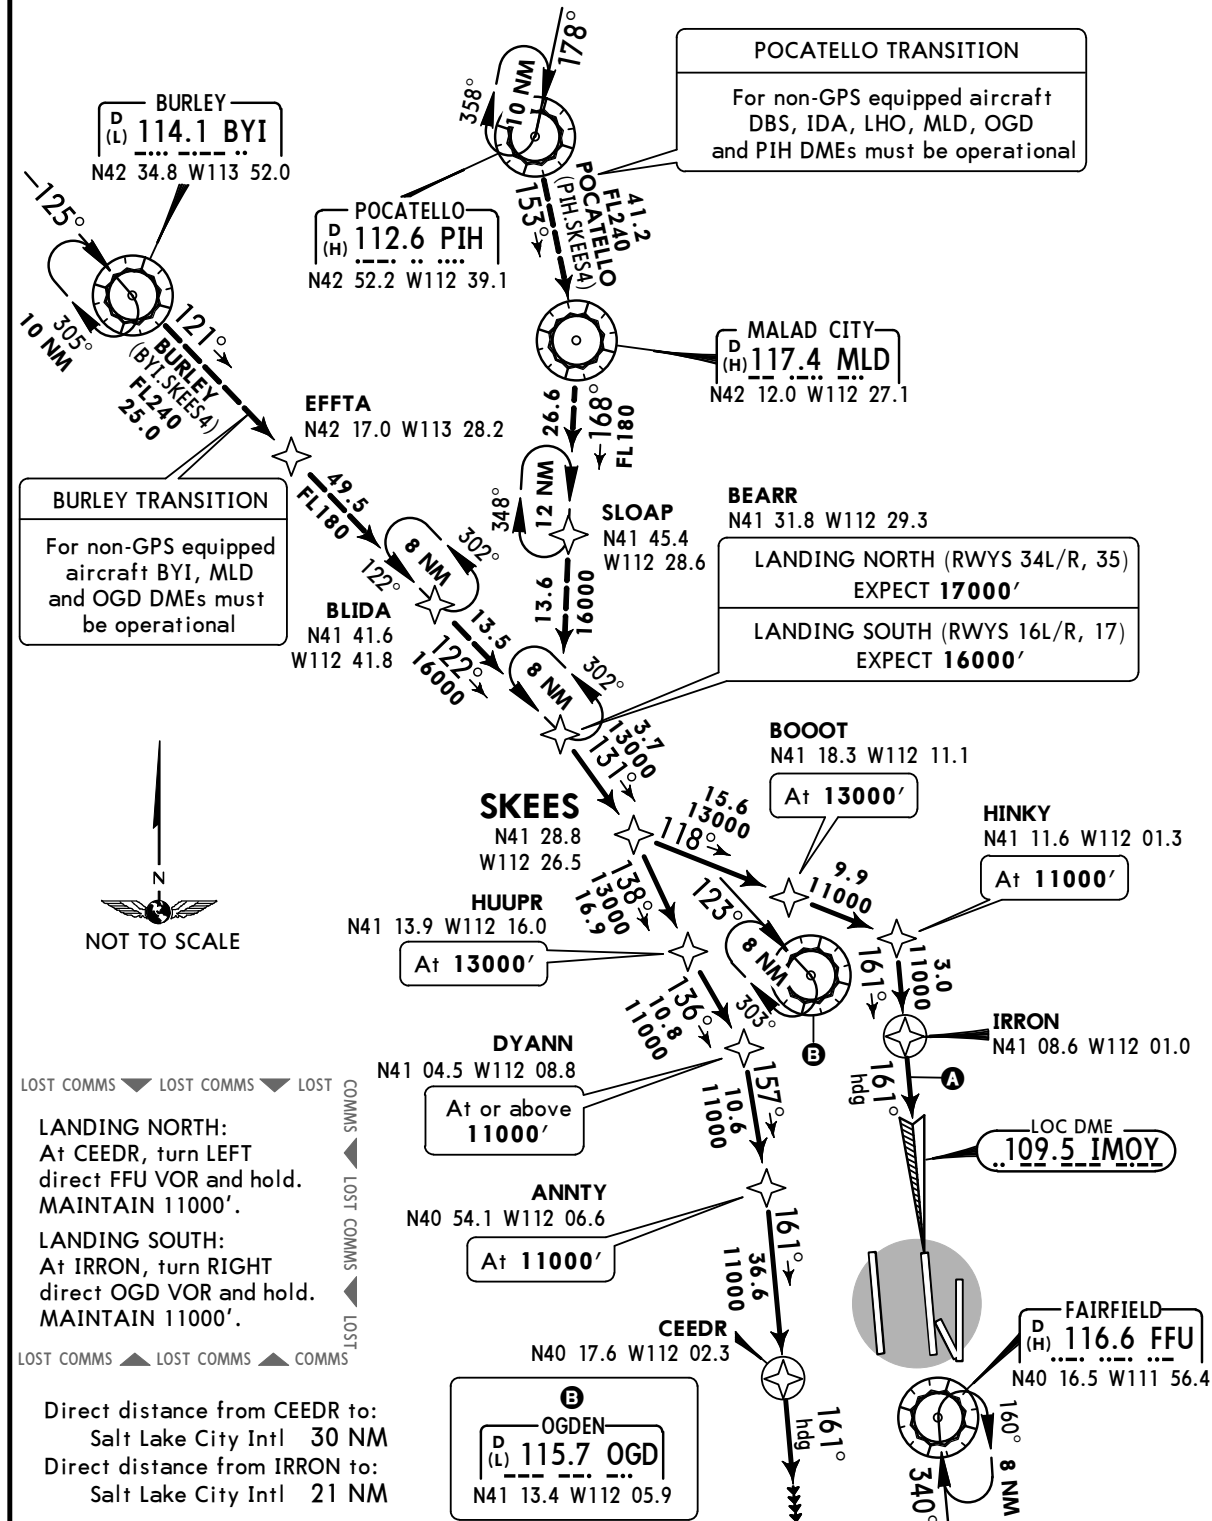 178°
358°
10 NM
POCATELLO TRANSITION
For non-GPS equipped aircraft
DBS, IDA, LHO, MLD, OGD
and PIH DMEs must be operational
BURLEY
D
(L) 114.1 BYI
N42 34.8 W113 52.0
125°
305°
10 NM
POCATELLO
D
(H) 112.6 PIH
N42 52.2 W112 39.1
153°
41.2
FL240
POCATELLO
(PIH.SKEES4)
MALAD CITY
D
(H) 117.4 MLD
N42 12.0 W112 27.1
121°
BURLEY
(BYI.SKEES4)
FL240
25.0
EFFTA
N42 17.0 W113 28.2
26.6
168°
FL180
BURLEY TRANSITION
For non-GPS equipped
aircraft BYI, MLD
and OGD DMEs must
be operational
49.5
FL180
122°
8 NM
302°
348°
12 NM
SLOAP
N41 45.4
W112 28.6
BEARR
N41 31.8 W112 29.3
LANDING NORTH (RWYS 34L/R, 35)
EXPECT 17000'
LANDING SOUTH (RWYS 16L/R, 17)
EXPECT 16000'
BLIDA
N41 41.6
W112 41.8
13.5
122°
16000
13.6
16000
8 NM
302°
3.7
13000
131°
BOOOT
N41 18.3 W112 11.1
At 13000'
SKEES
N41 28.8
W112 26.5
15.6
13000
118°
HINKY
N41 11.6 W112 01.3
At 11000'
9.9
11000
N
NOT TO SCALE
HUUPR
N41 13.9 W112 16.0
At 13000'
138°
13000
16.9
123°
8 NM
303°
B
161°
3.0
11000
IRRON
N41 08.6 W112 01.0
136°
10.8
11000
DYANN
N41 04.5 W112 08.8
At or above
11000'
157°
10.6
11000
161°
hdg
A
LOC DME
109.5 IMOY
LOST COMMS LOST COMMS LOST COMMS LOST COMMS LOST
LANDING NORTH:
At CEEDR, turn LEFT
direct FFU VOR and hold.
MAINTAIN 11000'.
LANDING SOUTH:
At IRRON, turn RIGHT
direct OGD VOR and hold.
MAINTAIN 11000'.
LOST COMMS LOST COMMS COMMS
ANNTY
N40 54.1 W112 06.6
At 11000'
161°
36.6
11000
CEEDR
N40 17.6 W112 02.3
161°
hdg
FAIRFIELD
D
(H) 116.6 FFU
N40 16.5 W111 56.4
160°
8 NM
340°
Direct distance from CEEDR to:
Salt Lake City Intl 30 NM
Direct distance from IRRON to:
Salt Lake City Intl 21 NM
B
OGDEN
D
(L) 115.7 OGD
N41 13.4 W112 05.9